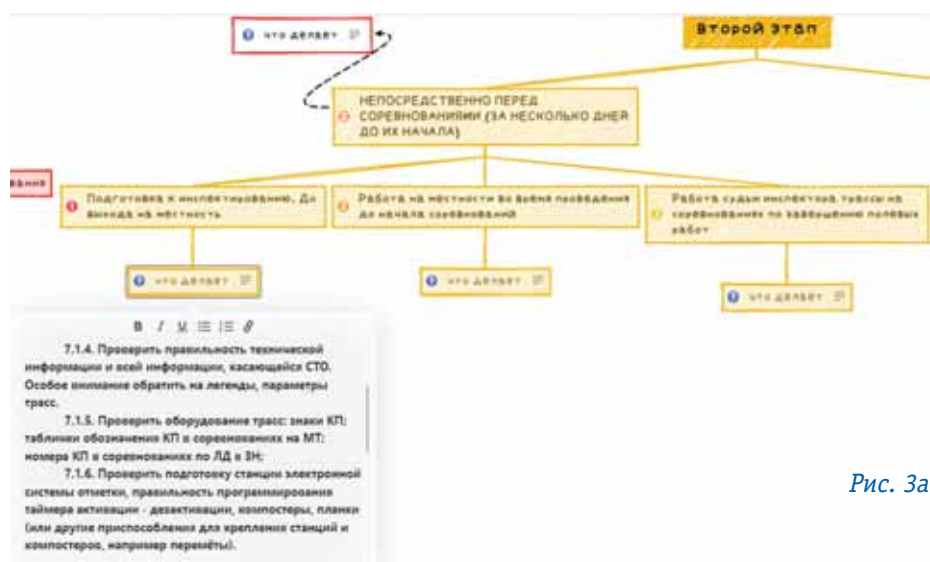 что делает
Второй этап
НЕПОСРЕДСТВЕННО ПЕРЕД
СОРЕВНОВАНИЯМИ (ЗА НЕСКОЛЬКО ДНЕЙ
ДО ИХ НАЧАЛА)
Подготовка к инспектированию. До
выхода на местность
Работа на местности во время проведения
до начала соревнований
Работа судьи инспектора трассы на
соревнованиях по завершению полевых
работ
что делает
что делает
что делает
B I U
7.1.4. Проверить правильность технической
информации и всей информации, касающейся СТО.
Особое внимание обратить на легенды, параметры
трасс.
7.1.5. Проверить оборудование трасс: знаки КП;
таблички обозначения КП в соревнованиях на МТ;
номера КП в соревнованиях по ЛД в ЗН;
7.1.6. Проверить подготовку станции электронной
системы отметки, правильность программирования
таймера активации - дезактивации, компостеры, планки
(или другие приспособления для крепления станций и
компостеров, например перемёты).
Рис. 3а